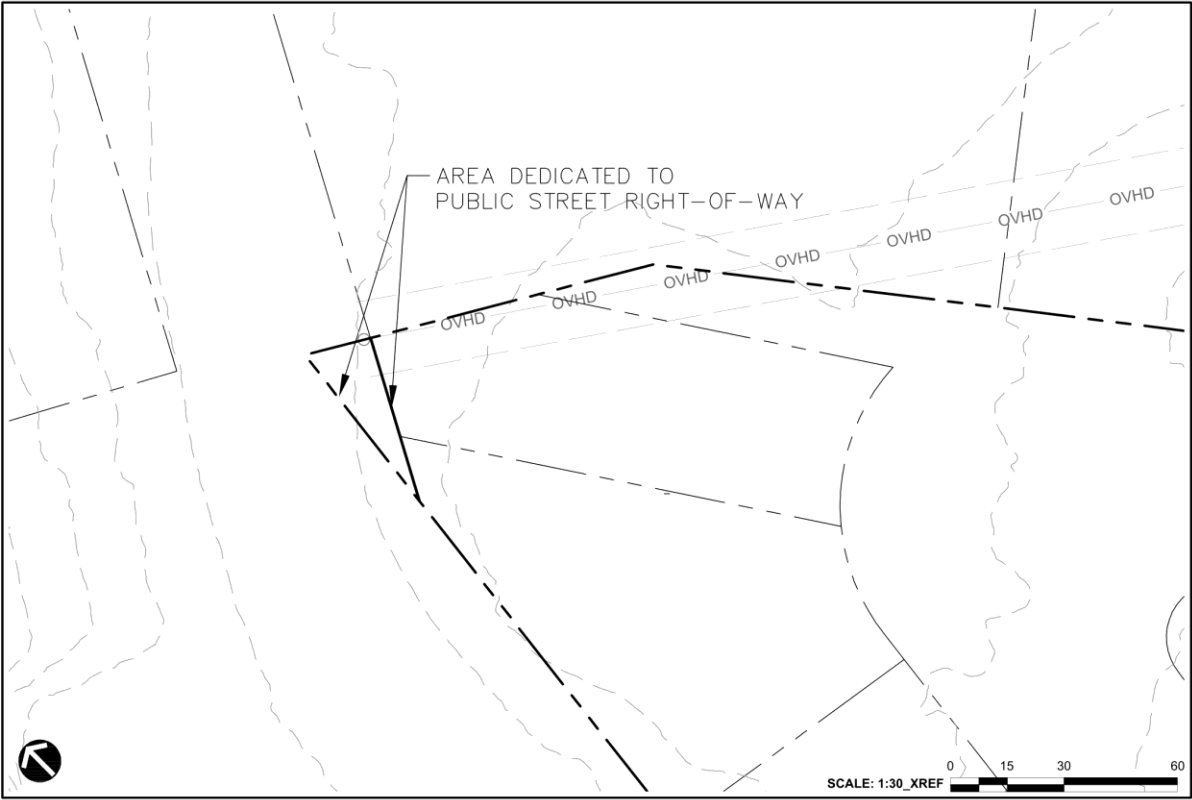 AREA DEDICATED TO
PUBLIC STREET RIGHT-OF-WAY
OVHD
OVHD
OVHD
OVHD
OVHD
OVHD
OVHD
0 15 30 60
SCALE: 1:30_XREF